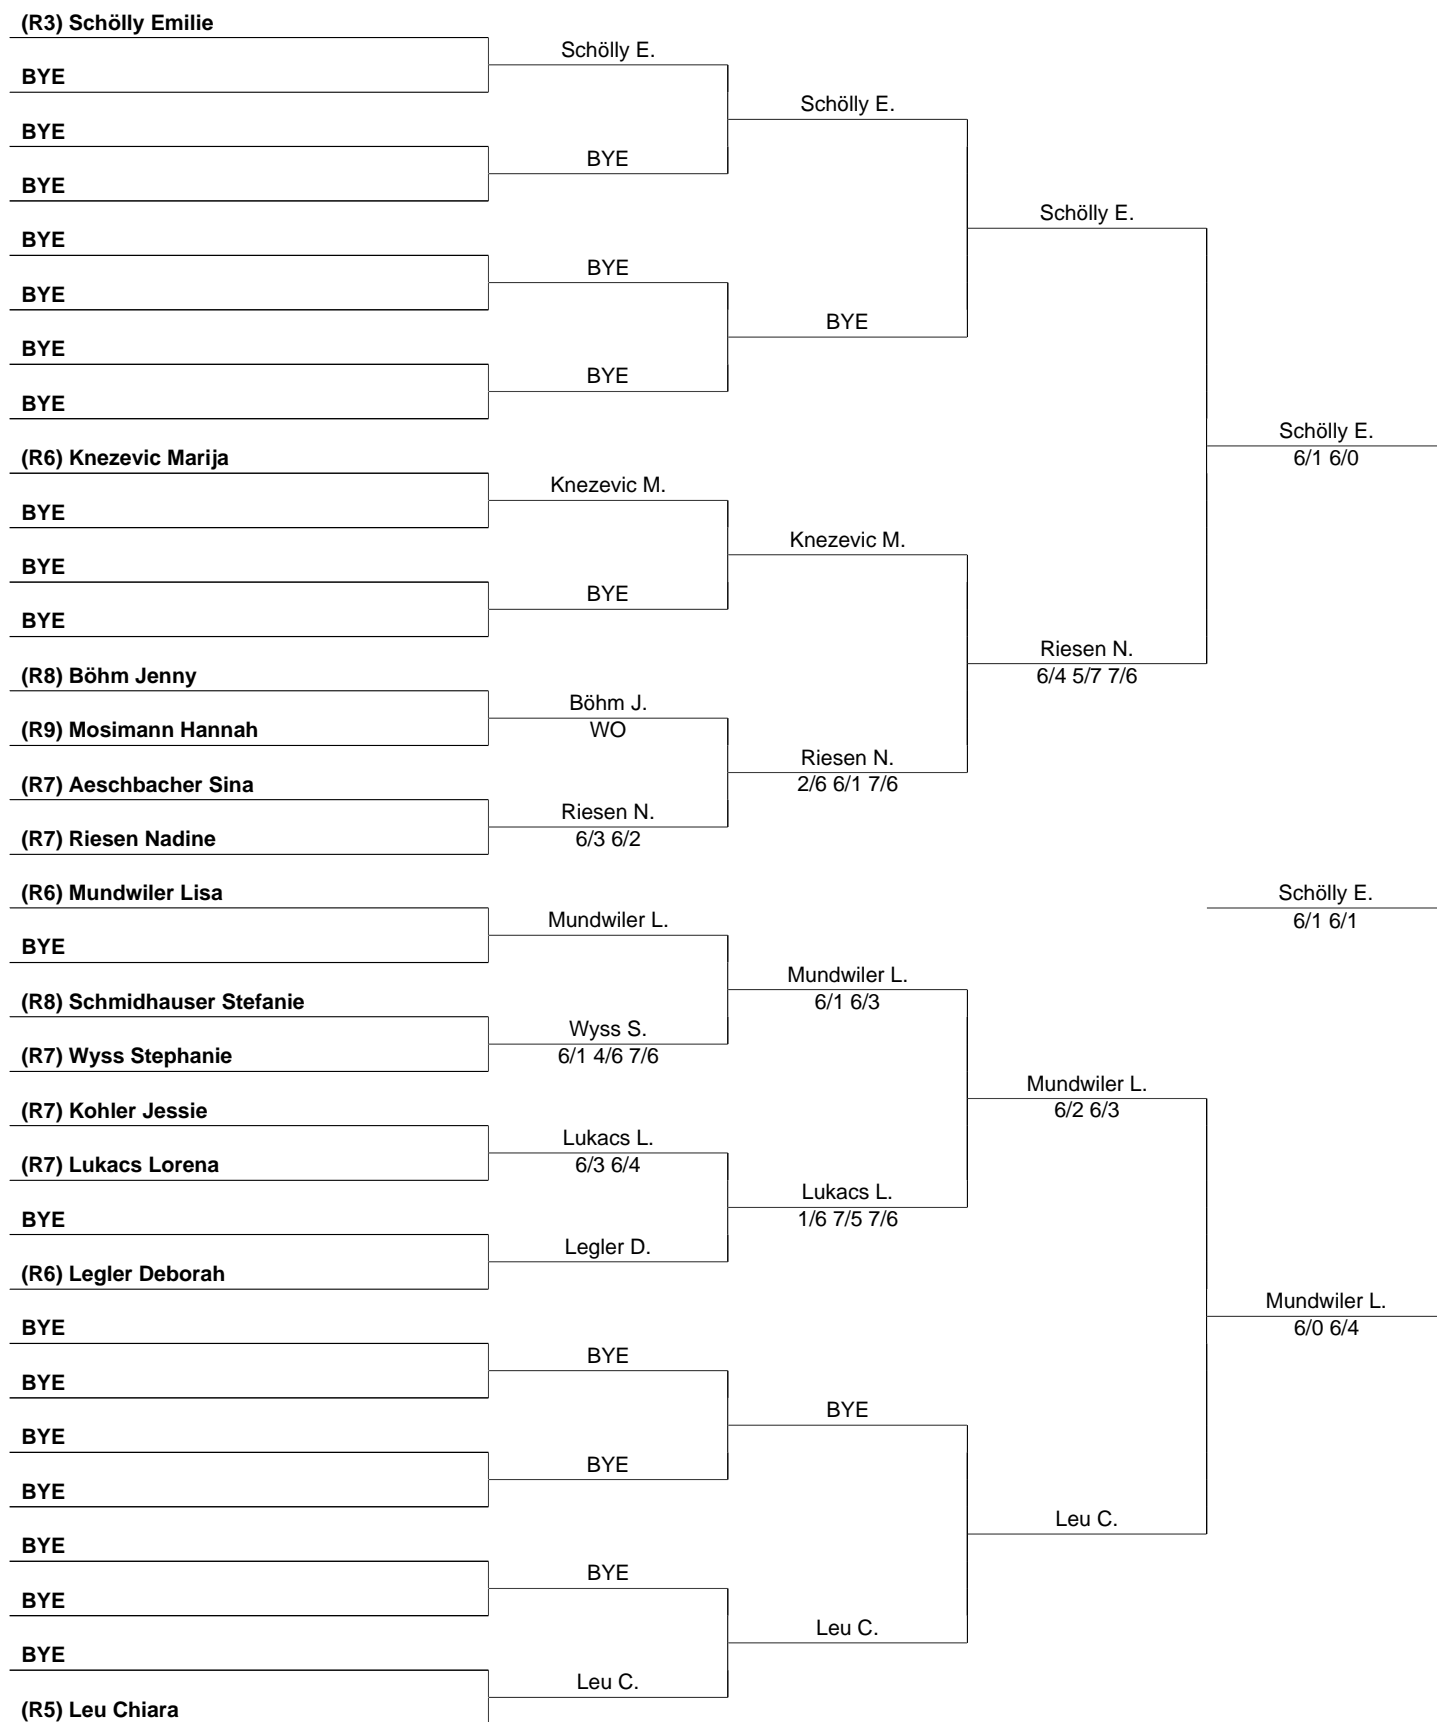 (R3) Schölly Emilie
Schölly E.
BYE
Schölly E.
BYE
BYE
BYE
Schölly E.
BYE
BYE
BYE
BYE
BYE
BYE
BYE
Schölly E.
6/1 6/0
(R6) Knezevic Marija
Knezevic M.
BYE
Knezevic M.
BYE
BYE
BYE
Riesen N.
6/4 5/7 7/6
(R8) Böhm Jenny
Böhm J.
WO
(R9) Mosimann Hannah
Riesen N.
2/6 6/1 7/6
(R7) Aeschbacher Sina
Riesen N.
6/3 6/2
(R7) Riesen Nadine
(R6) Mundwiler Lisa
Schölly E.
6/1 6/1
Mundwiler L.
BYE
Mundwiler L.
6/1 6/3
(R8) Schmidhauser Stefanie
Wyss S.
6/1 4/6 7/6
(R7) Wyss Stephanie
Mundwiler L.
6/2 6/3
(R7) Kohler Jessie
Lukacs L.
6/3 6/4
(R7) Lukacs Lorena
Lukacs L.
1/6 7/5 7/6
BYE
Legler D.
(R6) Legler Deborah
Mundwiler L.
6/0 6/4
BYE
BYE
BYE
BYE
BYE
BYE
BYE
Leu C.
BYE
BYE
BYE
Leu C.
BYE
Leu C.
(R5) Leu Chiara